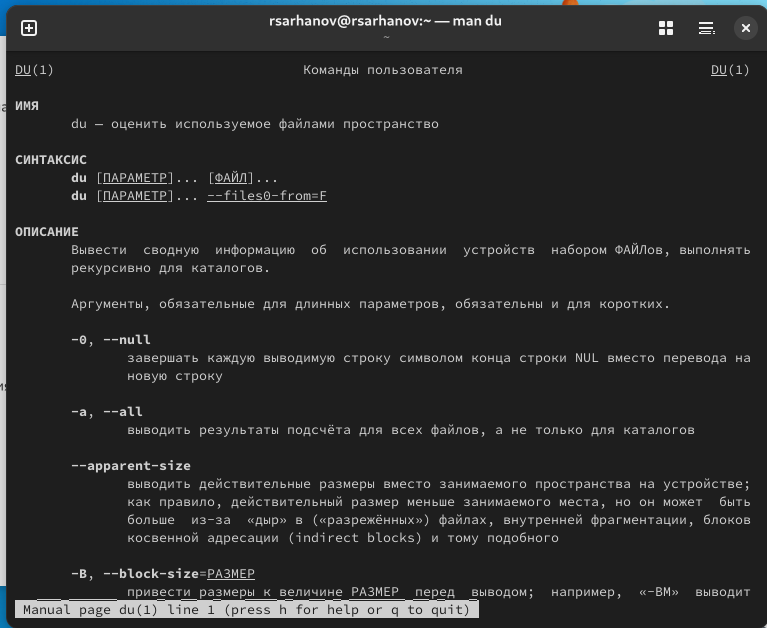 rsarhanov@rsarhanov:~ — man du
~
DU(1) Команды пользователя DU(1)
ИМЯ
du — оценить используемое файлами пространство
СИНТАКСИС
du [ПАРАМЕТР]... [ФАЙЛ]...
du [ПАРАМЕТР]... --files0-from=F
ОПИСАНИЕ
Вывести сводную информацию об использовании устройств набором ФАЙЛов, выполнять
рекурсивно для каталогов.
Аргументы, обязательные для длинных параметров, обязательны и для коротких.
-0, --null
завершать каждую выводимую строку символом конца строки NUL вместо перевода на
новую строку
-a, --all
выводить результаты подсчёта для всех файлов, а не только для каталогов
--apparent-size
выводить действительные размеры вместо занимаемого пространства на устройстве;
как правило, действительный размер меньше занимаемого места, но он может быть
больше из-за «дыр» в («разрежённых») файлах, внутренней фрагментации, блоков
косвенной адресации (indirect blocks) и тому подобного
-B, --block-size=РАЗМЕР
привести размеры к величине РАЗМЕР перед выводом; например, «-BM» выводит
Manual page du(1) line 1 (press h for help or q to quit)